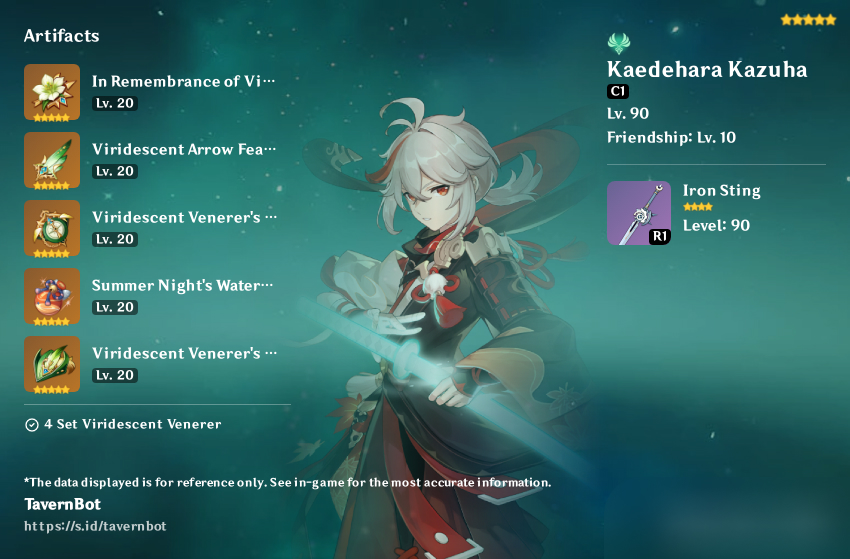 Artifacts
In Remembrance of Vi···
Lv. 20
Viridescent Arrow Fea···
Lv. 20
Viridescent Venerer's ···
Lv. 20
Summer Night's Water···
Lv. 20
Viridescent Venerer's ···
Lv. 20
4 Set Viridescent Venerer
*The data displayed is for reference only. See in-game for the most accurate information.
TavernBot
https://s.id/tavernbot
Kaedehara Kazuha
C1
Lv. 90
Friendship: Lv. 10
Iron Sting
Level: 90
R1